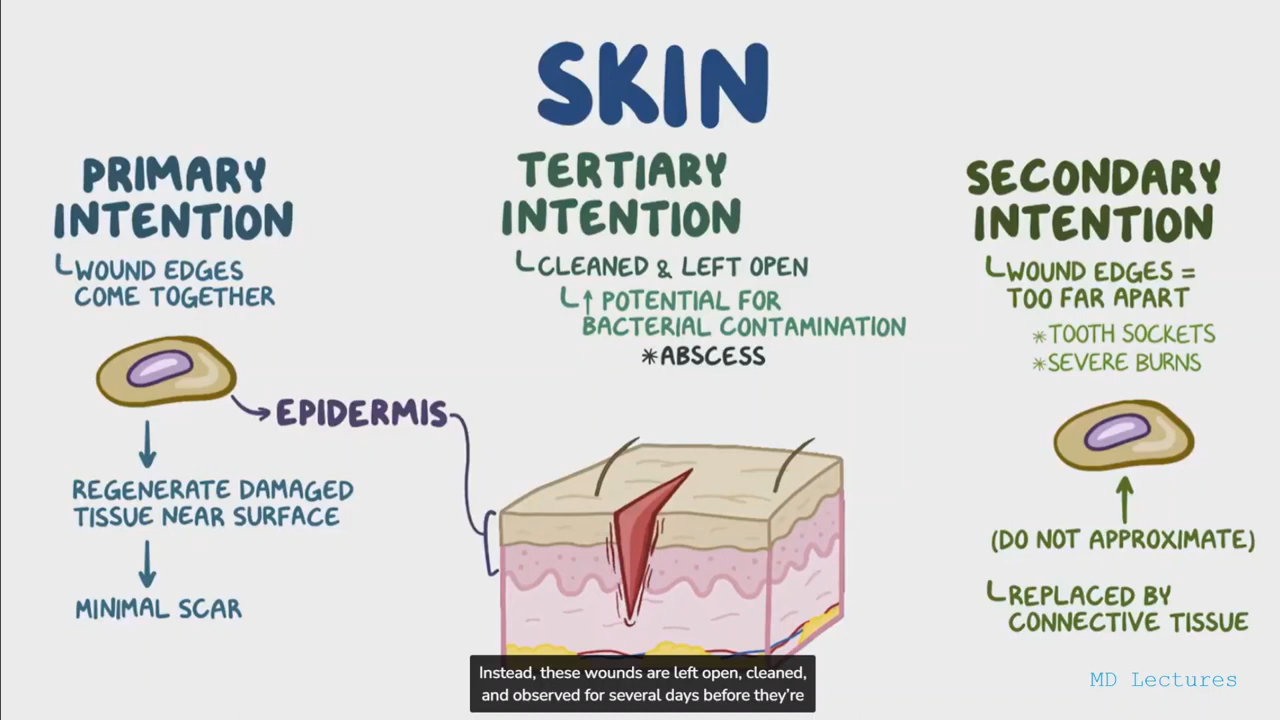 SKIN
PRIMARY
INTENTION
WOUND EDGES
COME TOGETHER
EPIDERMIS
REGENERATE DAMAGED
TISSUE NEAR SURFACE
MINIMAL SCAR
TERTIARY
INTENTION
CLEANED & LEFT OPEN
↑ POTENTIAL FOR
BACTERIAL CONTAMINATION
*ABSCESS
SECONDARY
INTENTION
WOUND EDGES =
TOO FAR APART
*TOOTH SOCKETS
*SEVERE BURNS
(DO NOT APPROXIMATE)
REPLACED BY
CONNECTIVE TISSUE
Instead, these wounds are left open, cleaned,
and observed for several days before they're
MD Lectures